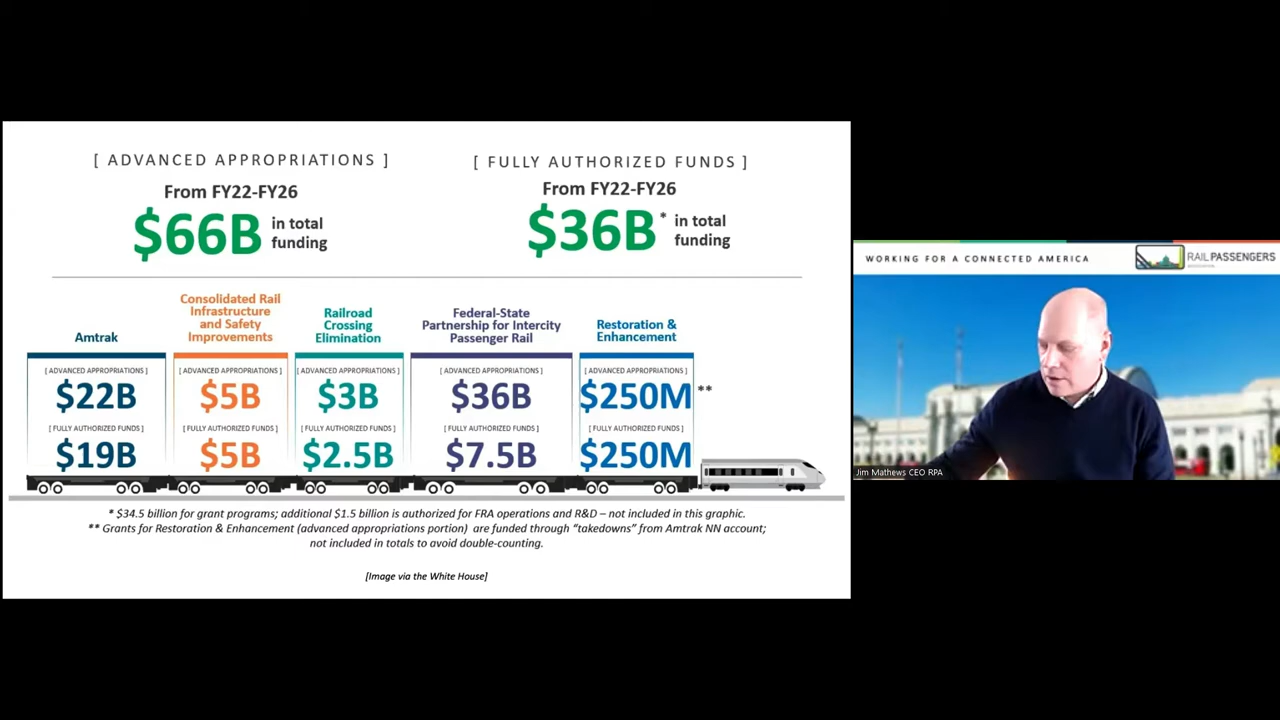 [ ADVANCED APPROPRIATIONS ]
From FY22-FY26
$66B in total
funding
[ FULLY AUTHORIZED FUNDS ]
From FY22-FY26
$36B* in total
funding
Amtrak
[ ADVANCED APPROPRIATIONS ]
$22B
[ FULLY AUTHORIZED FUNDS ]
$19B
Consolidated Rail
Infrastructure
and Safety
Improvements
[ ADVANCED APPROPRIATIONS ]
$5B
[ FULLY AUTHORIZED FUNDS ]
$5B
Railroad
Crossing
Elimination
[ ADVANCED APPROPRIATIONS ]
$3B
[ FULLY AUTHORIZED FUNDS ]
$2.5B
Federal-State
Partnership for Intercity
Passenger Rail
[ ADVANCED APPROPRIATIONS ]
$36B
[ FULLY AUTHORIZED FUNDS ]
$7.5B
Restoration &
Enhancement
[ ADVANCED APPROPRIATIONS ]
$250M **
[ FULLY AUTHORIZED FUNDS ]
$250M
* $34.5 billion for grant programs; additional $1.5 billion is authorized for FRA operations and R&D – not included in this graphic.
** Grants for Restoration & Enhancement (advanced appropriations portion) are funded through “takedowns” from Amtrak NN account;
not included in totals to avoid double-counting.
[Image via the White House]
WORKING FOR A CONNECTED AMERICA
RAILPASSENGERS
ASSOCIATION
Jim Mathews CEO RPA